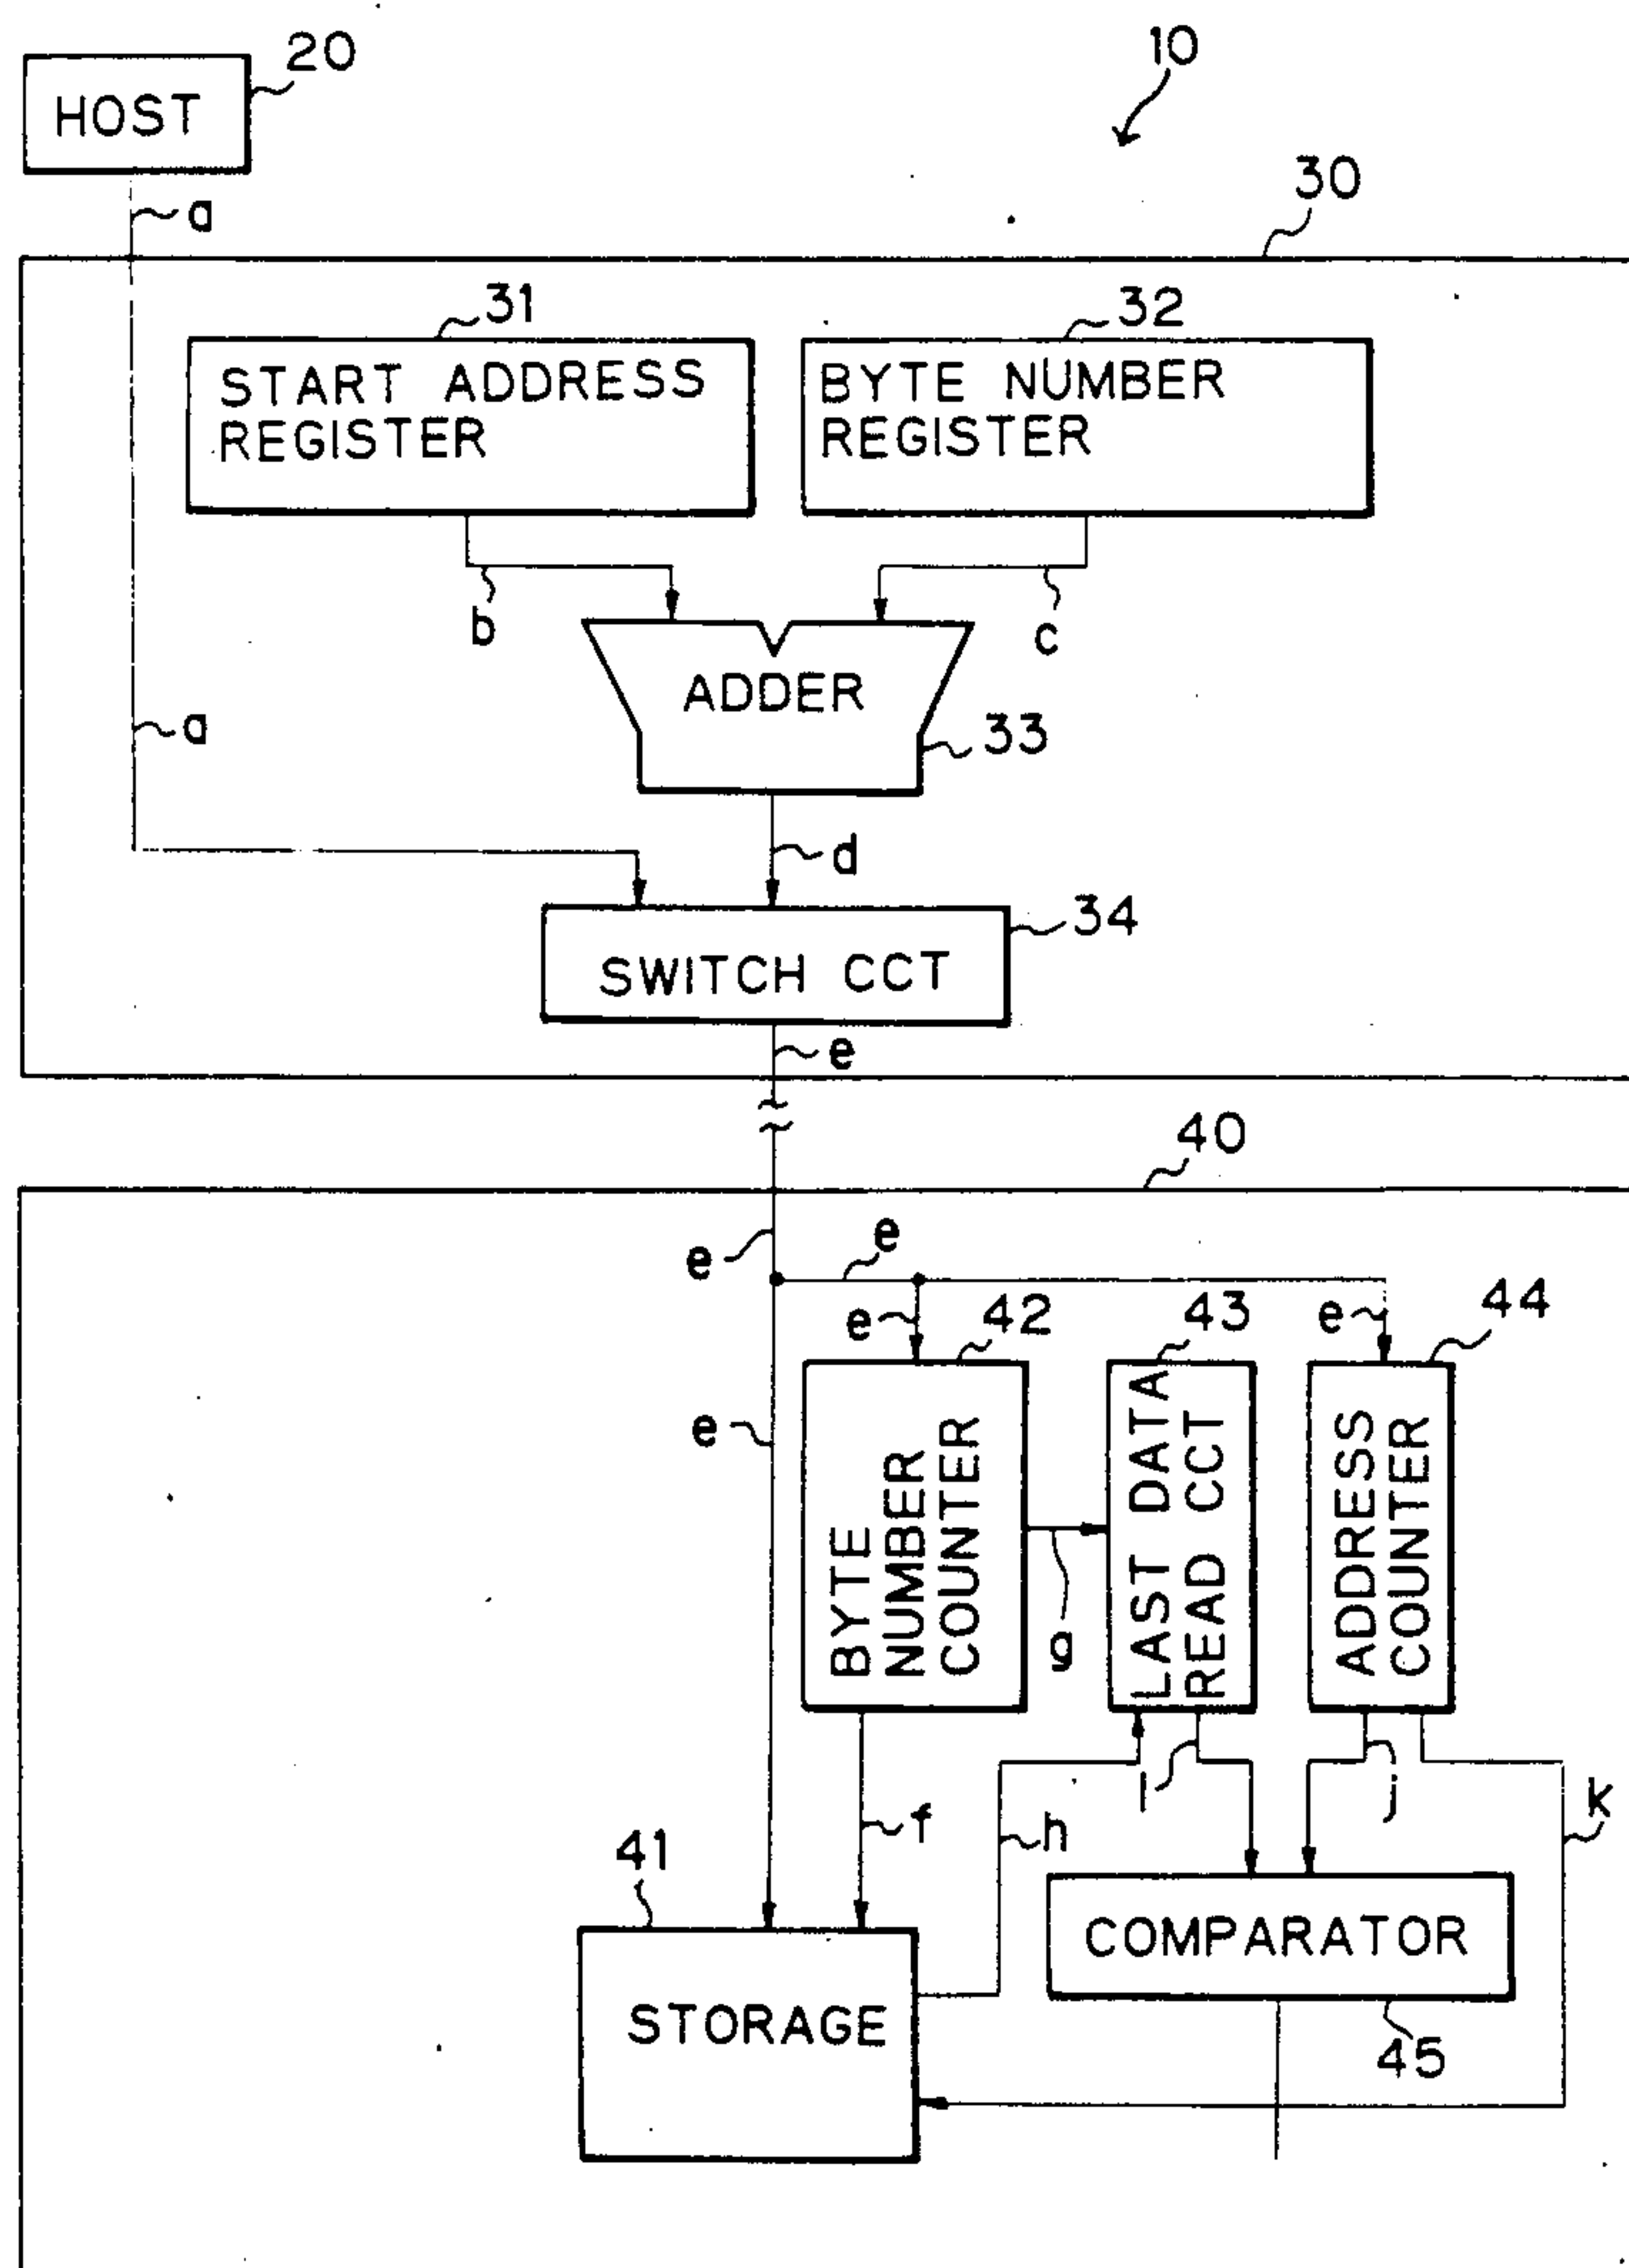 20
10
HOST
a
30
31
32
START ADDRESS
REGISTER
BYTE NUMBER
REGISTER
b
c
ADDER
33
a
d
34
SWITCH CCT
e
40
e
e
e
42
43
e
44
e
BYTE
NUMBER
COUNTER
g
LAST DATA
READ CCT
ADDRESS
COUNTER
f
h
i
j
k
41
COMPARATOR
STORAGE
45